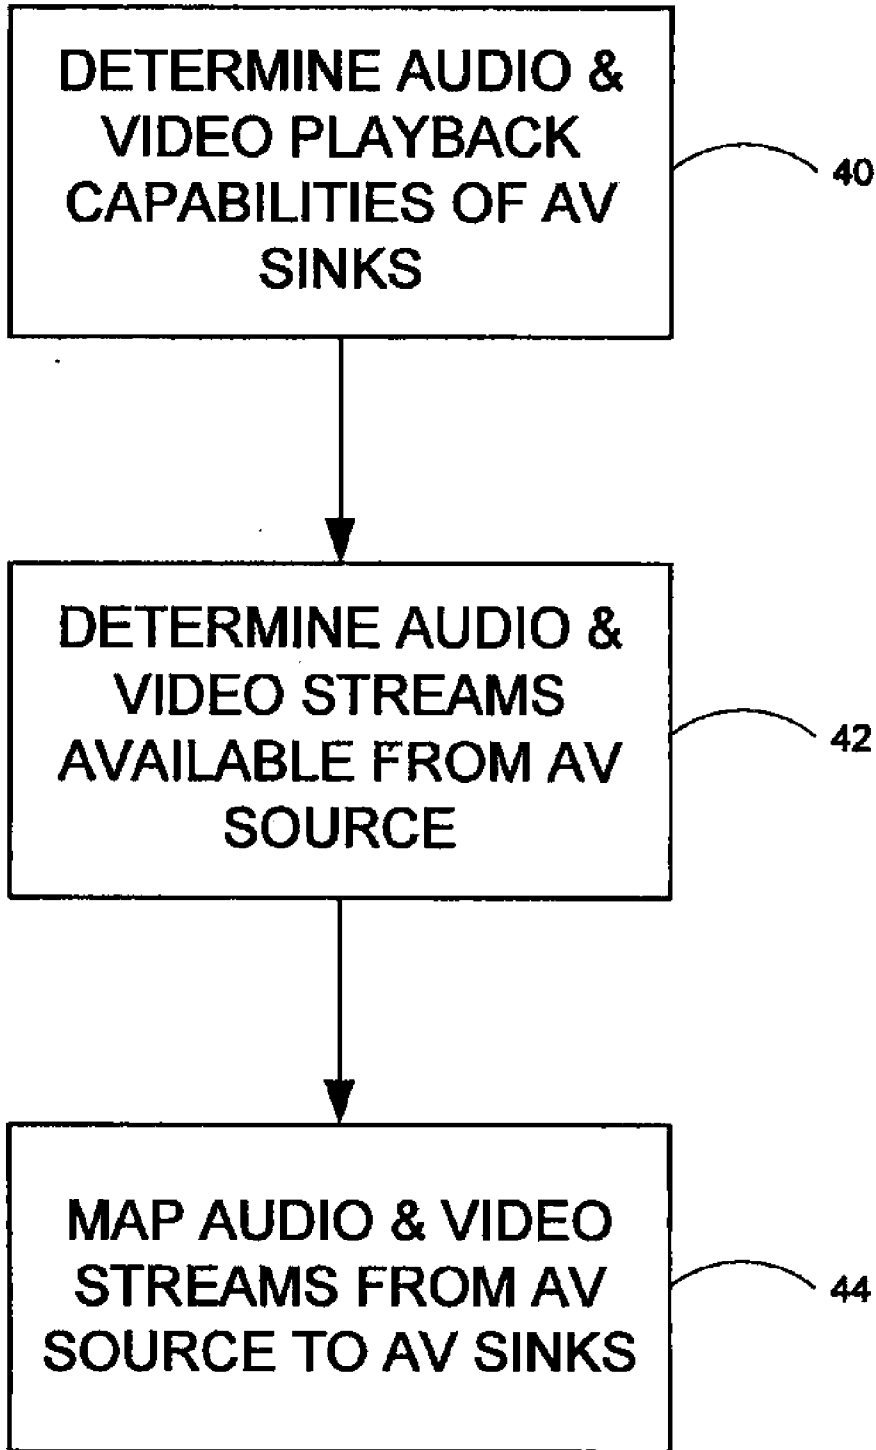 DETERMINE AUDIO &
VIDEO PLAYBACK
CAPABILITIES OF AV
SINKS
40
DETERMINE AUDIO &
VIDEO STREAMS
AVAILABLE FROM AV
SOURCE
42
MAP AUDIO & VIDEO
STREAMS FROM AV
SOURCE TO AV SINKS
44